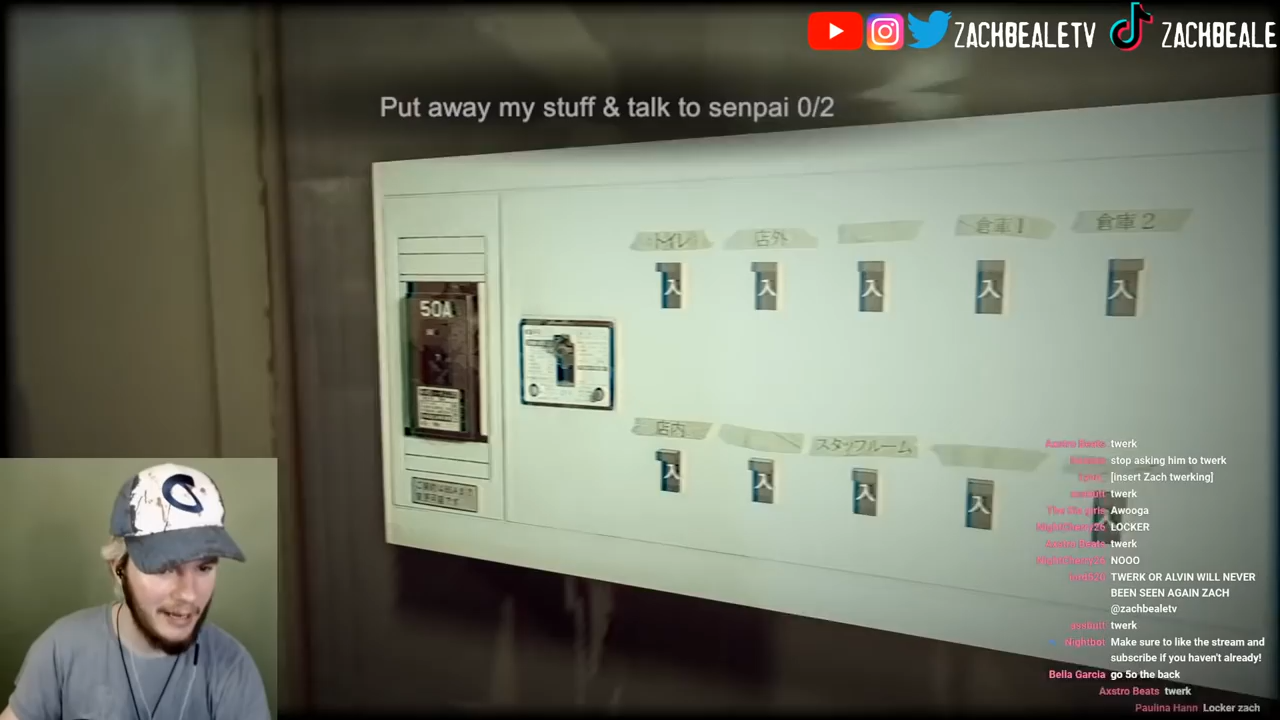 ZACHBEALETV
ZACHBEALE
Put away my stuff & talk to senpai 0/2
トイレ
店外
倉庫1
倉庫2
50A
入
入
入
入
入
店内
スタッフルーム
入
入
入
入
Axstro Beats twerk
stop asking him to twerk
[insert Zach twerking]
twerk
Awooga
LOCKER
Axstro Beats twerk
NOOO
TWERK OR ALVIN WILL NEVER
BEEN SEEN AGAIN ZACH
@zachbealetv
twerk
Nightbot Make sure to like the stream and
subscribe if you haven't already!
Bella Garcia go 5o the back
Axstro Beats twerk
Paulina Hann Locker zach